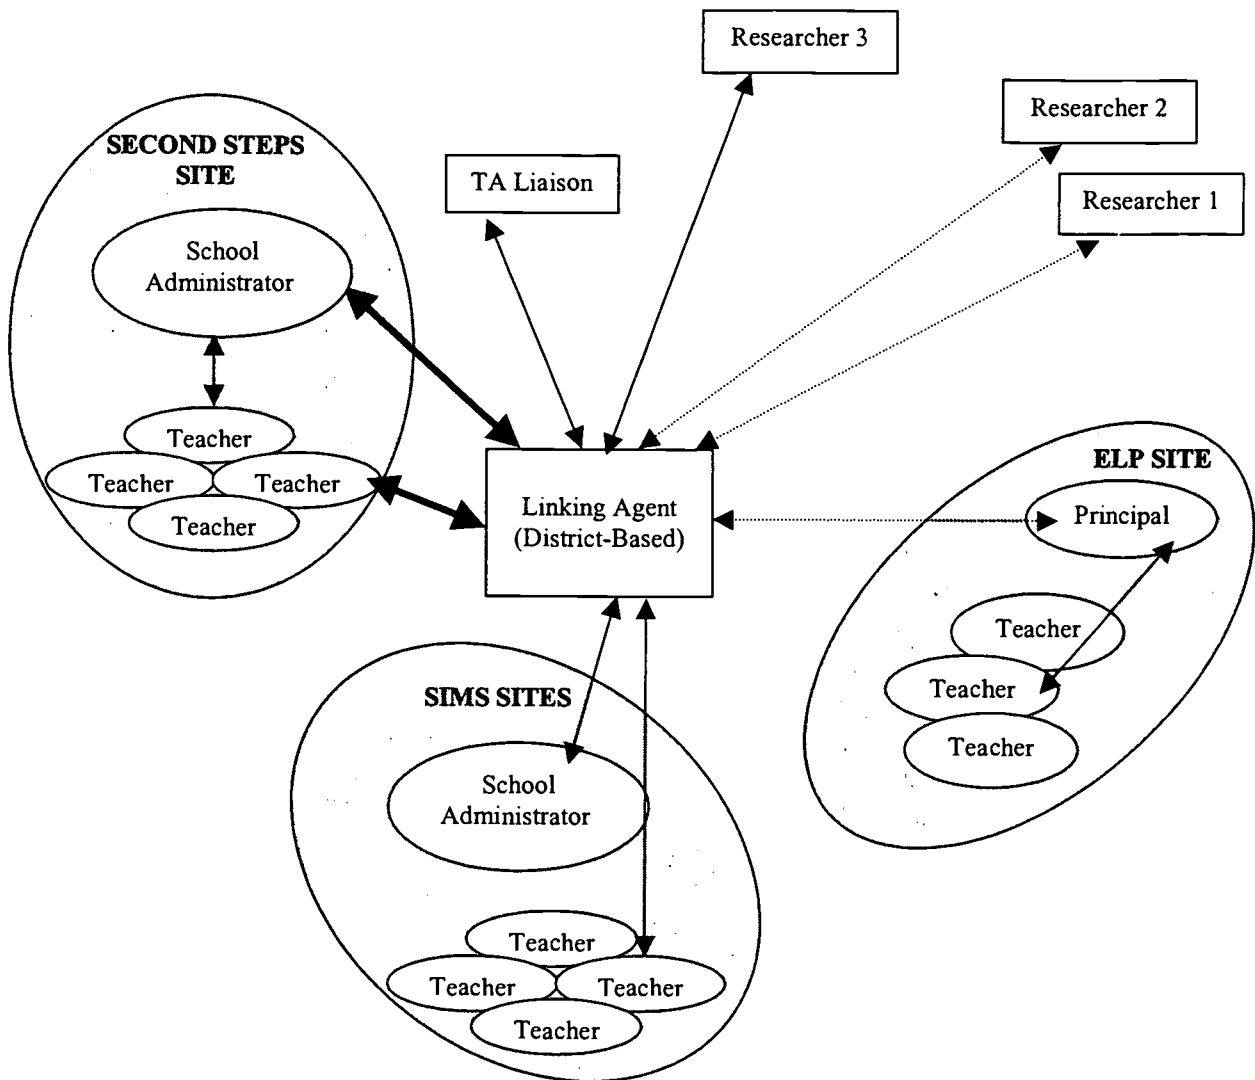 Researcher 3
Researcher 2
SECOND STEPS
SITE
TA Liaison
Researcher 1
School
Administrator
Teacher
Teacher
Teacher
Teacher
ELP SITE
Linking Agent
(District-Based)
Principal
Teacher
Teacher
Teacher
SIMS SITES
School
Administrator
Teacher
Teacher
Teacher
Teacher